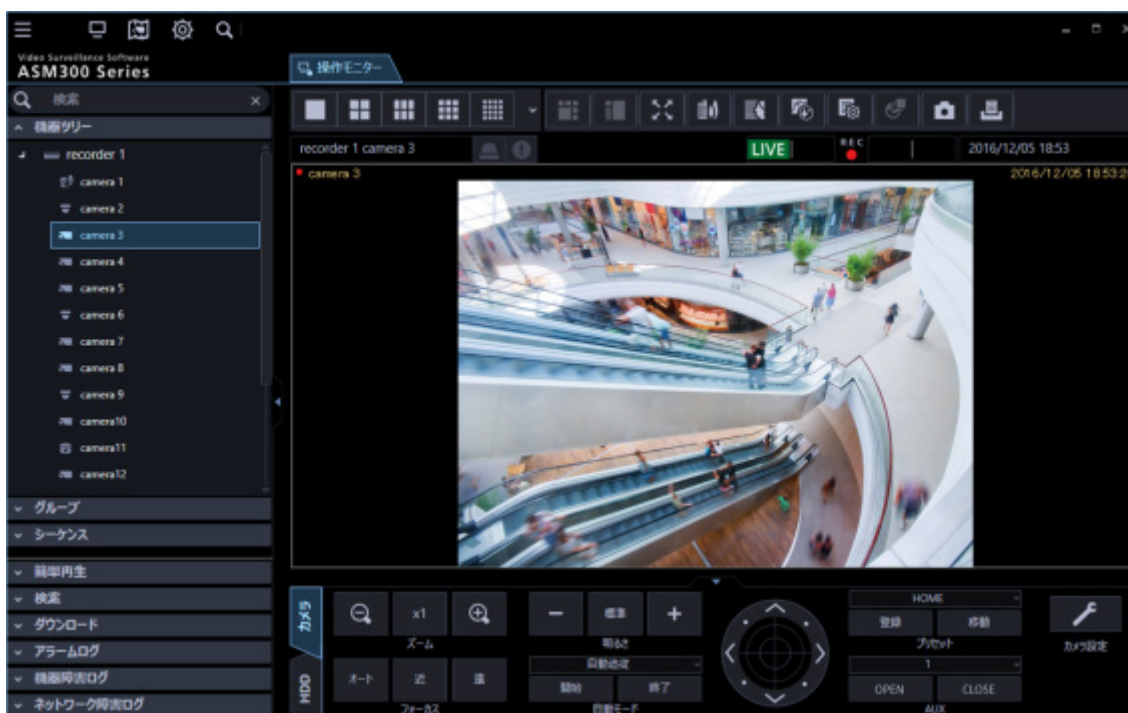 Video Surveillance Software
ASM300 Series
操作モニター
検索
機器ツリー
recorder 1
camera 1
camera 2
camera 3
camera 4
camera 5
camera 6
camera 7
camera 8
camera 9
camera10
camera11
camera12
グループ
シーケンス
簡単再生
検索
ダウンロード
アラームログ
機器障害ログ
ネットワーク障害ログ
recorder 1 camera 3
LIVE
REC
2016/12/05 18:53
camera 3
2016/12/05 18:53:2
カメラ
HDD
x1
ズーム
オート
近
遠
フォーカス
標準
明るさ
自動追従
開始
終了
自動モード
HOME
登録
移動
プリセット
1
OPEN
CLOSE
AUX
カメラ設定